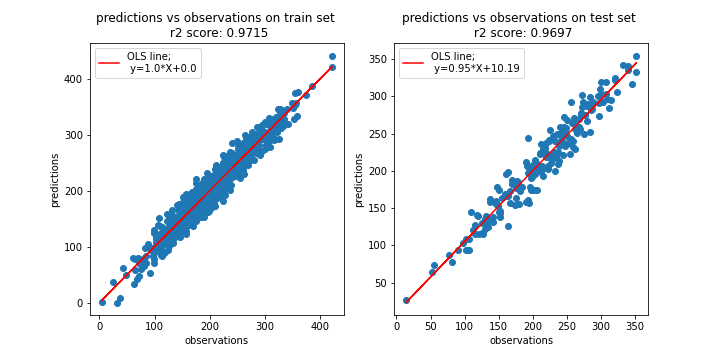 predictions vs observations on train set
r2 score: 0.9715
OLS line;
y=1.0*X+0.0
400
300
200
100
0
predictions
0 100 200 300 400
observations
predictions vs observations on test set
r2 score: 0.9697
OLS line;
y=0.95*X+10.19
350
300
250
200
150
100
50
predictions
0 50 100 150 200 250 300 350
observations